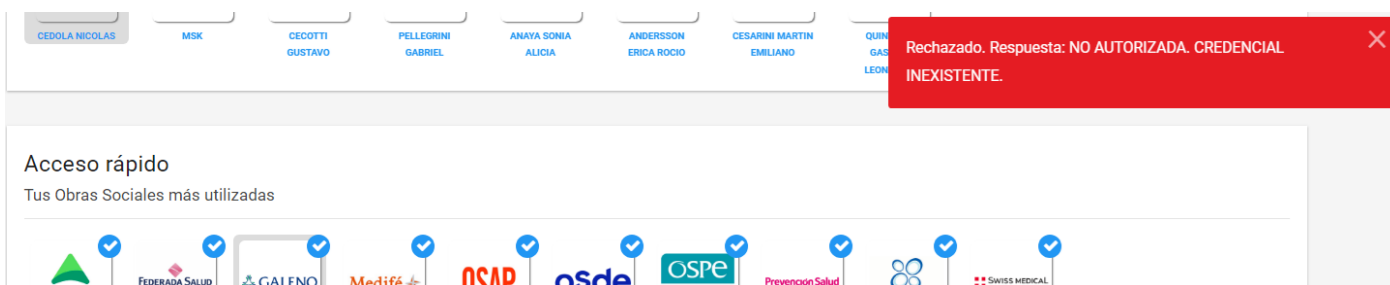 CEDOLA NICOLAS
MSK
CECOTTI
GUSTAVO
PELLEGRINI
GABRIEL
ANAYA SONIA
ALICIA
ANDERSSON
ERICA ROCIO
CESARINI MARTIN
EMILIANO
Rechazado. Respuesta: NO AUTORIZADA. CREDENCIAL
INEXISTENTE.
Acceso rápido
Tus Obras Sociales más utilizadas
FEDERADA SALUD
GALENO
Medifé
OSAP
osde
OSPe
Prevención Salud
SWISS MEDICAL